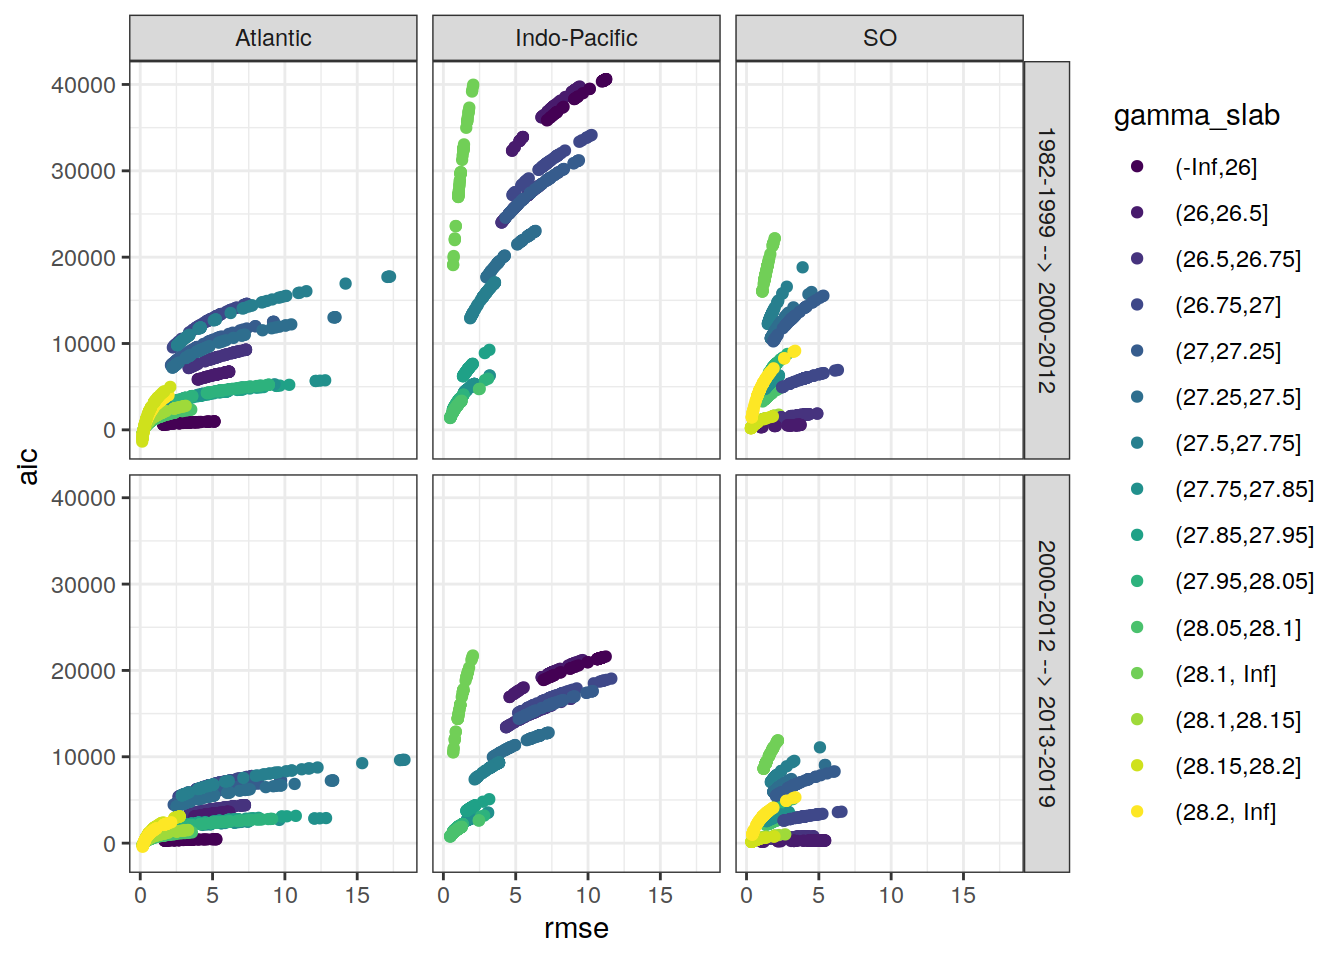 Atlantic
Indo-Pacific
SO
40000
30000
20000
10000
0
1982-1999 --> 2000-2012
40000
30000
20000
10000
0
2000-2012 --> 2013-2019
aic
0 5 10 15
0 5 10 15
0 5 10 15
rmse
gamma_slab
(-Inf,26]
(26,26.5]
(26.5,26.75]
(26.75,27]
(27,27.25]
(27.25,27.5]
(27.5,27.75]
(27.75,27.85]
(27.85,27.95]
(27.95,28.05]
(28.05,28.1]
(28.1, Inf]
(28.1,28.15]
(28.15,28.2]
(28.2, Inf]